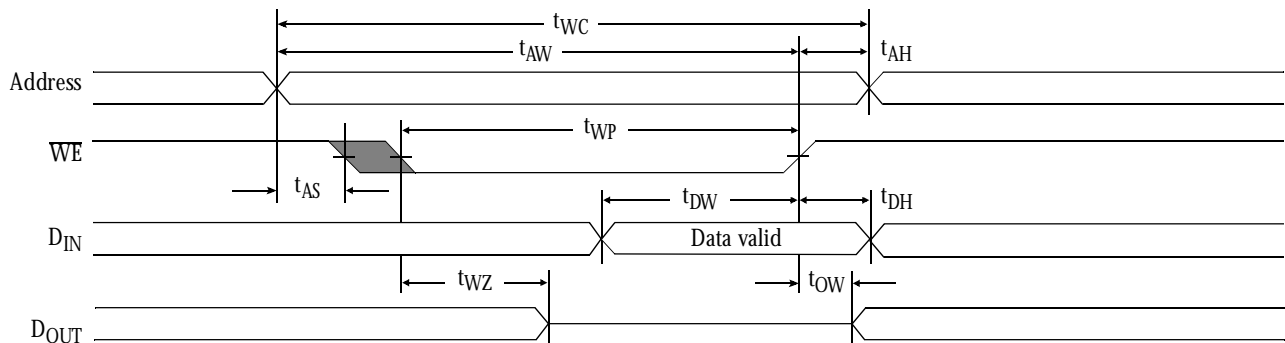 tWC
tAW
tAH
Address
tWP
WE
tAS
tDW
tDH
DIN
Data valid
tWZ
tOW
DOUT